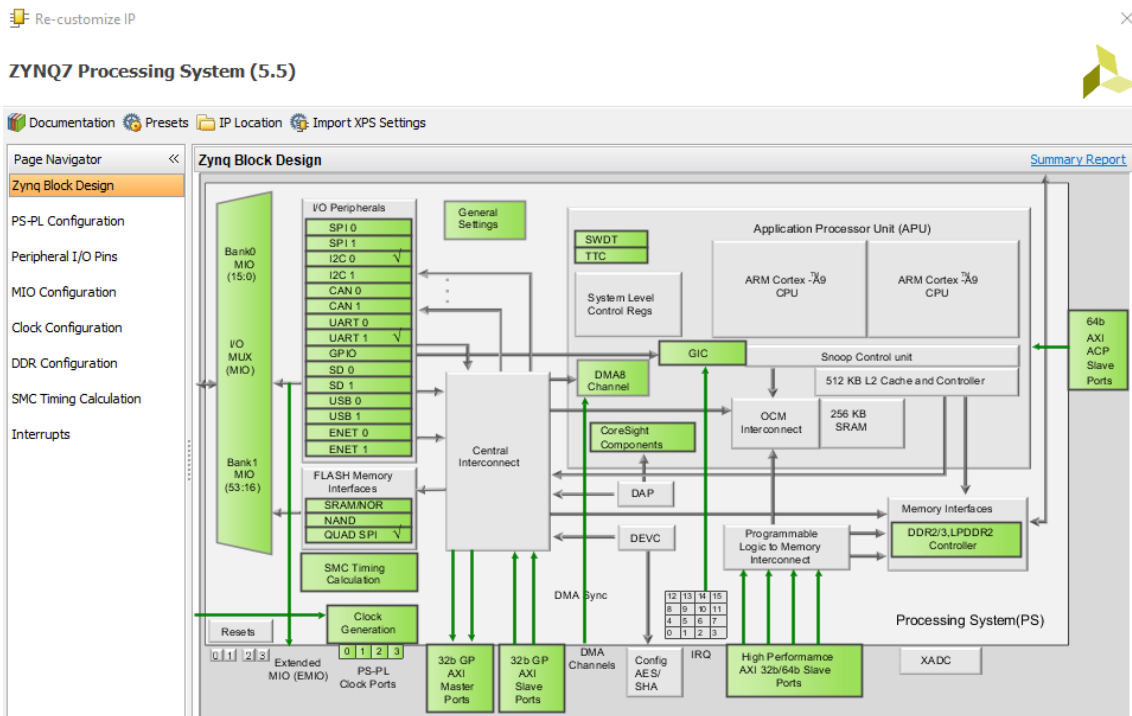 Re-customize IP
ZYNQ7 Processing System (5.5)
Documentation Presets IP Location Import XPS Settings
Page Navigator «
Zynq Block Design
PS-PL Configuration
Peripheral I/O Pins
MIO Configuration
Clock Configuration
DDR Configuration
SMC Timing Calculation
Interrupts
Zynq Block Design
Summary Report
Bank0
MIO
(15:0)
I/O
MUX
(MIO)
Bank1
MIO
(53:16)
I/O Peripherals
SPI 0
SPI 1
I2C 0 √
I2C 1
CAN 0
CAN 1
UART 0
UART 1 √
GPIO
SD 0
SD 1
USB 0
USB 1
ENET 0
ENET 1
FLASH Memory
Interfaces
SRAM/NOR
NAND
QUAD SPI √
SMC Timing
Calculation
Clock
Generation
0 1 2 3
PS-PL
Clock Ports
Resets
0 1 2 3
Extended
MIO (EMIO)
General
Settings
Central
Interconnect
32b GP
AXI
Master
Ports
32b GP
AXI
Slave
Ports
DMA Sync
DMA
Channels
Application Processor Unit (APU)
SWDT
TTC
System Level
Control Regs
ARM Cortex -A9
TM
CPU
ARM Cortex -A9
TM
CPU
GIC
Snoop Control unit
DMA8
Channel
512 KB L2 Cache and Controller
OCM
Interconnect
256 KB
SRAM
CoreSight
Components
DAP
DEVC
Programmable
Logic to Memory
Interconnect
Memory Interfaces
DDR2/3,LPDDR2
Controller
12 13 14 15
8 9 10 11
4 5 6 7
0 1 2 3
IRQ
Config
AES/
SHA
High Performamce
AXI 32b/64b Slave
Ports
Processing System(PS)
XADC
64b
AXI
ACP
Slave
Ports